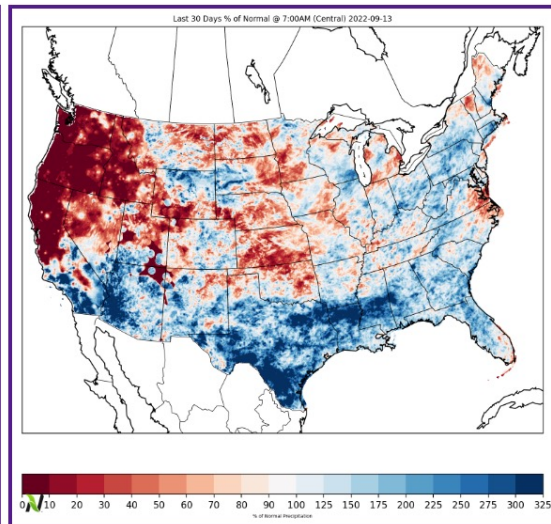 Last 30 Days % of Normal @ 7:00AM (Central) 2022-09-13
0 10 20 30 40 50 60 70 80 90 100 125 150 175 200 225 250 275 300 325
% of Normal Precipitation